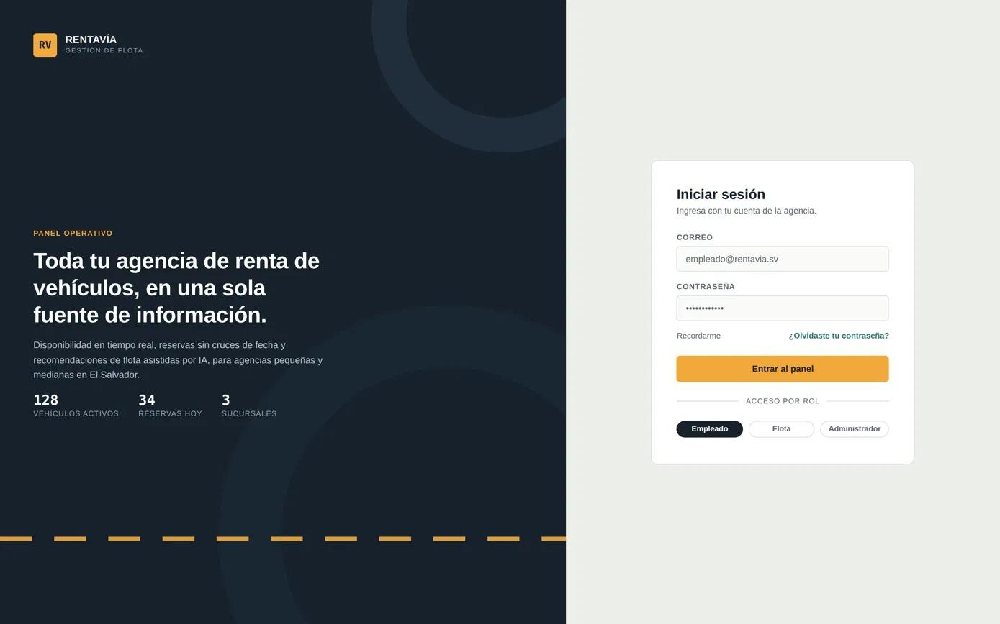 RV
RENTAVÍA
GESTIÓN DE FLOTA
PANEL OPERATIVO
Toda tu agencia de renta de
vehículos, en una sola
fuente de información.
Disponibilidad en tiempo real, reservas sin cruces de fecha y
recomendaciones de flota asistidas por IA, para agencias pequeñas y
medianas en El Salvador.
128 34 3
VEHÍCULOS ACTIVOS RESERVAS HOY SUCURSALES
Iniciar sesión
Ingresa con tu cuenta de la agencia.
CORREO
empleado@rentavia.sv
CONTRASEÑA
••••••••••••
Recordarme ¿Olvidaste tu contraseña?
Entrar al panel
ACCESO POR ROL
Empleado Flota Administrador